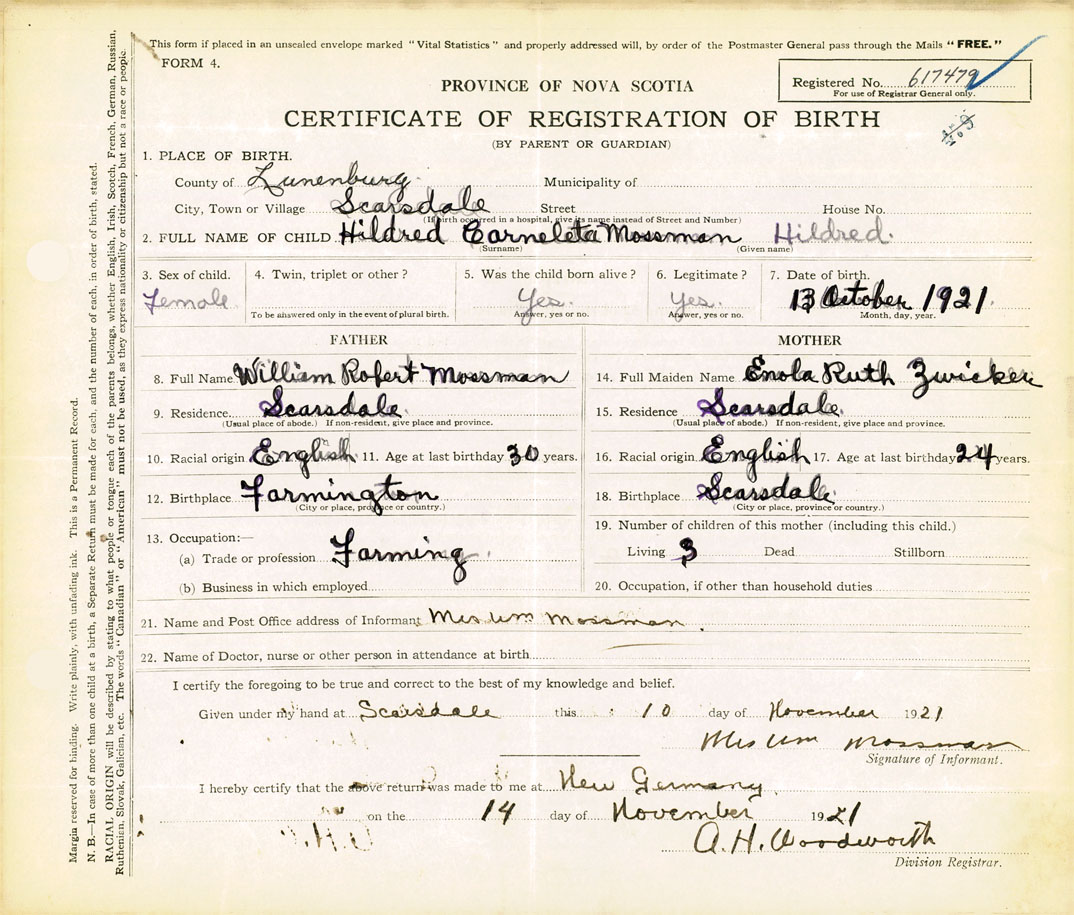 This form if placed in an unsealed envelope marked "Vital Statistics" and properly addressed will, by order of the Postmaster General pass through the Mails "FREE."
FORM 4.
PROVINCE OF NOVA SCOTIA
Registered No. 617479
For use of Registrar General only.
CERTIFICATE OF REGISTRATION OF BIRTH
(BY PARENT OR GUARDIAN)
1. PLACE OF BIRTH.
County of Lunenburg Municipality of
City, Town or Village Scarsdale Street House No.
(If birth occurred in a hospital, give its name instead of Street and Number)
2. FULL NAME OF CHILD Hildred Corneleta Mossman Hildred.
(Surname) (Given name)
3. Sex of child. 4. Twin, triplet or other? 5. Was the child born alive? 6. Legitimate? 7. Date of birth.
Female Yes. Yes. 13 October 1921.
To be answered only in the event of plural birth. Answer, yes or no. Answer, yes or no. Month, day, year.
FATHER MOTHER
8. Full Name William Robert Mossman 14. Full Maiden Name Enola Ruth Zwicker
9. Residence Scarsdale. 15. Residence Scarsdale.
(Usual place of abode.) If non-resident, give place and province. (Usual place of abode.) If non-resident, give place and province.
10. Racial origin English 11. Age at last birthday 30 years. 16. Racial origin English 17. Age at last birthday 24 years.
12. Birthplace Farmington 18. Birthplace Scarsdale.
(City or place, province or country.) (City or place, province or country.)
13. Occupation:— 19. Number of children of this mother (including this child.)
(a) Trade or profession Farming. Living 3 Dead Stillborn
(b) Business in which employed 20. Occupation, if other than household duties
21. Name and Post Office address of Informant Mrs Wm Mossman.
22. Name of Doctor, nurse or other person in attendance at birth
I certify the foregoing to be true and correct to the best of my knowledge and belief.
Given under my hand at Scarsdale this 10 day of November 1921
Mrs Wm Mossman
Signature of Informant.
I hereby certify that the above return was made to me at New Germany
on the 14 day of November 1921
A. H. Woodworth
Division Registrar.
Margin reserved for binding. Write plainly, with unfading ink. This is a Permanent Record.
N. B.—In case of more than one child at a birth, a Separate Return must be made for each, and the number of each, in order of birth, stated.
RACIAL ORIGIN will be described by stating to what people or tongue each of the parents belongs, whether English, Irish, Scotch, French, German, Russian,
Ruthenian, Slovak, Galician, etc. The words "Canadian" or "American" must not be used, as they express nationality or citizenship but not a race or people.